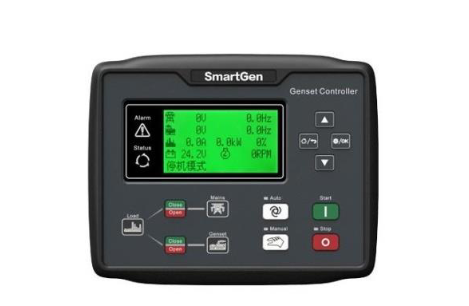 SmartGen
Genset Controller
Alarm
Status
0V 0.0Hz
0V 0.0Hz
0.0A 0.0kW 0%
24.2V 0RPM
停机模式
Load
Close
Open
Mains
Close
Open
Genset
Auto
Manual
Start
Stop